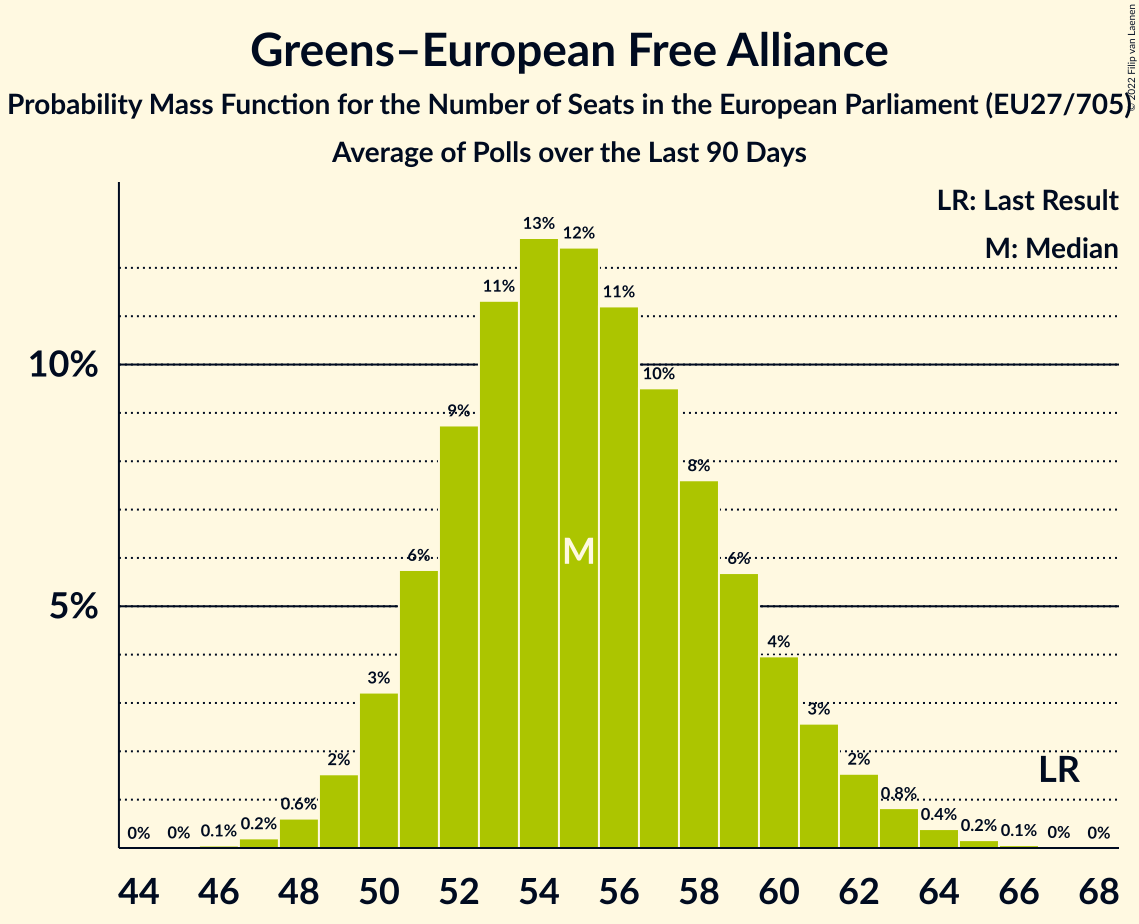 Greens–European Free Alliance
Probability Mass Function for the Number of Seats in the European Parliament (EU27/705)
Average of Polls over the Last 90 Days
© 2022 Filip van Laenen
LR: Last Result
M: Median
10%
5%
0% 0% 0.1% 0.2% 0.6% 2% 3% 6% 9% 11% 13% 12% 11% 10% 8% 6% 4% 3% 2% 0.8% 0.4% 0.2% 0.1% 0% 0%
M
LR
44 46 48 50 52 54 56 58 60 62 64 66 68